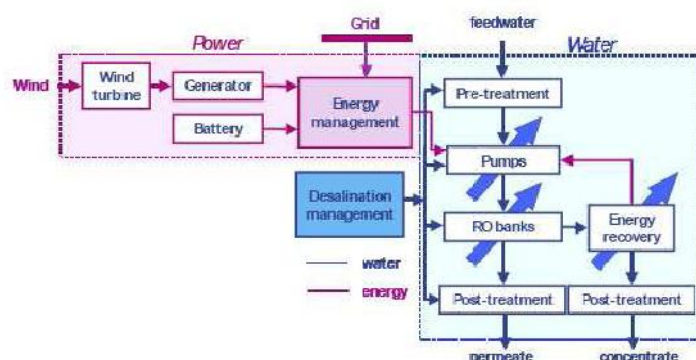 Grid
feedwater
Power
Water
Wind
Wind
turbine
Generator
Battery
Energy
management
Pre-treatment
Pumps
Desalination
management
RO banks
Energy
recovery
water
energy
Post-treatment
Post-treatment
permeate
concentrate